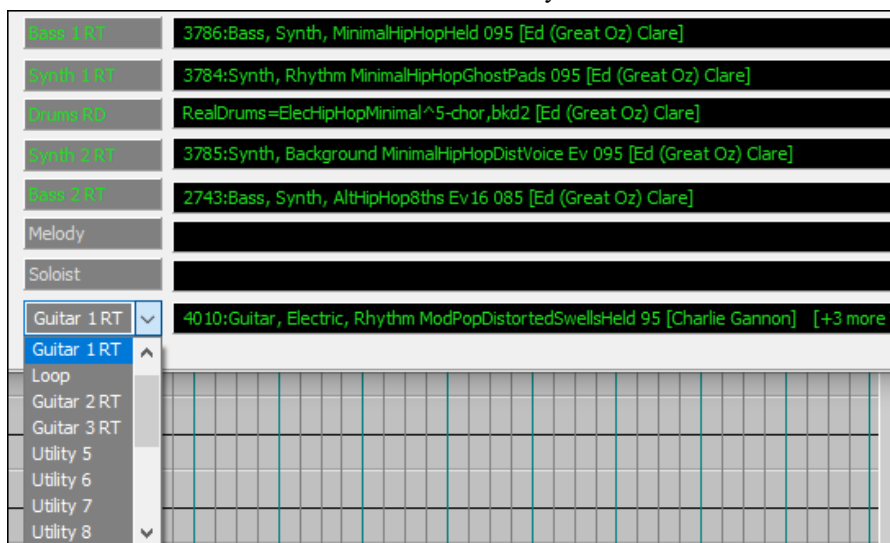 Bass 1 RT 3786:Bass, Synth, MinimalHipHopHeld 095 [Ed (Great Oz) Clare]
Synth 1 RT 3784:Synth, Rhythm MinimalHipHopGhostPads 095 [Ed (Great Oz) Clare]
Drums RD RealDrums=ElecHipHopMinimal^5-chor,bkd2 [Ed (Great Oz) Clare]
Synth 2 RT 3785:Synth, Background MinimalHipHopDistVoice Ev 095 [Ed (Great Oz) Clare]
Bass 2 RT 2743:Bass, Synth, AltHipHop8ths Ev16 085 [Ed (Great Oz) Clare]
Melody
Soloist
Guitar 1 RT 4010:Guitar, Electric, Rhythm ModPopDistortedSwellsHeld 95 [Charlie Gannon] [+3 more
Guitar 1 RT
Loop
Guitar 2 RT
Guitar 3 RT
Utility 5
Utility 6
Utility 7
Utility 8